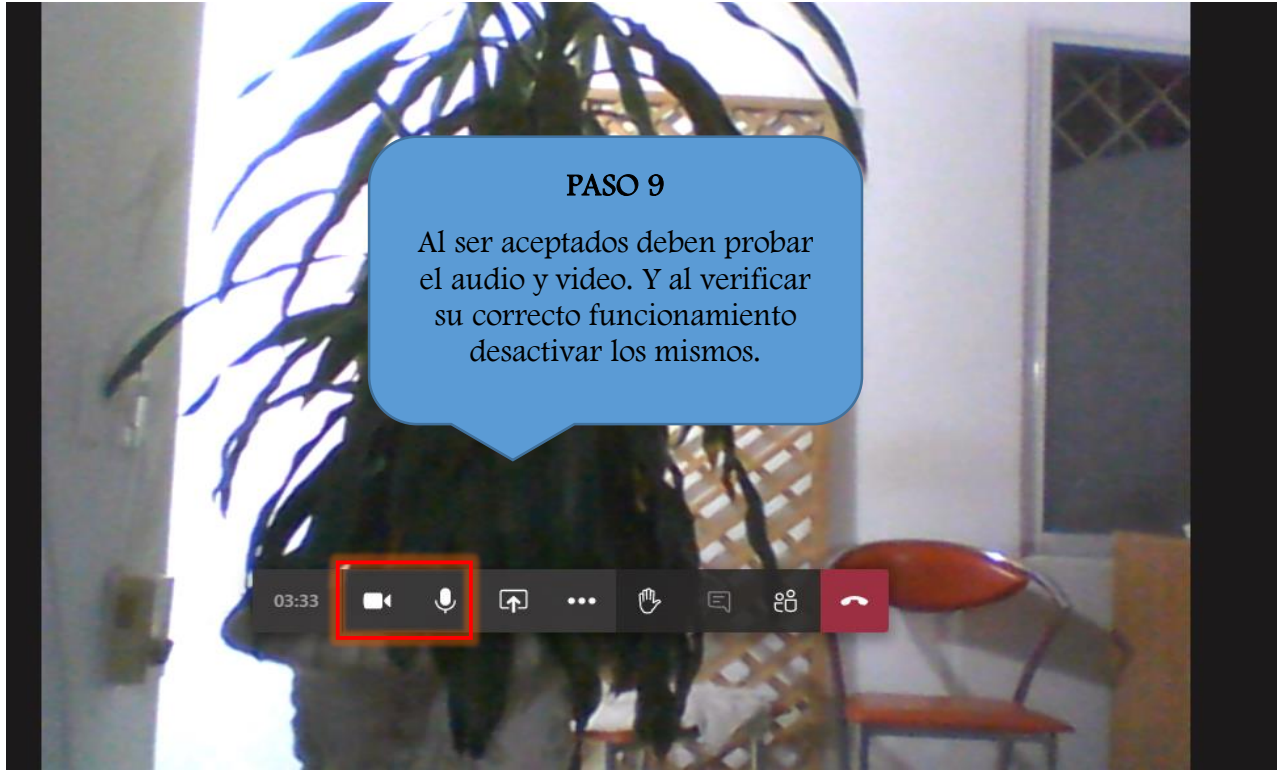 PASO 9
Al ser aceptados deben probar
el audio y video. Y al verificar
su correcto funcionamiento
desactivar los mismos.
03:33